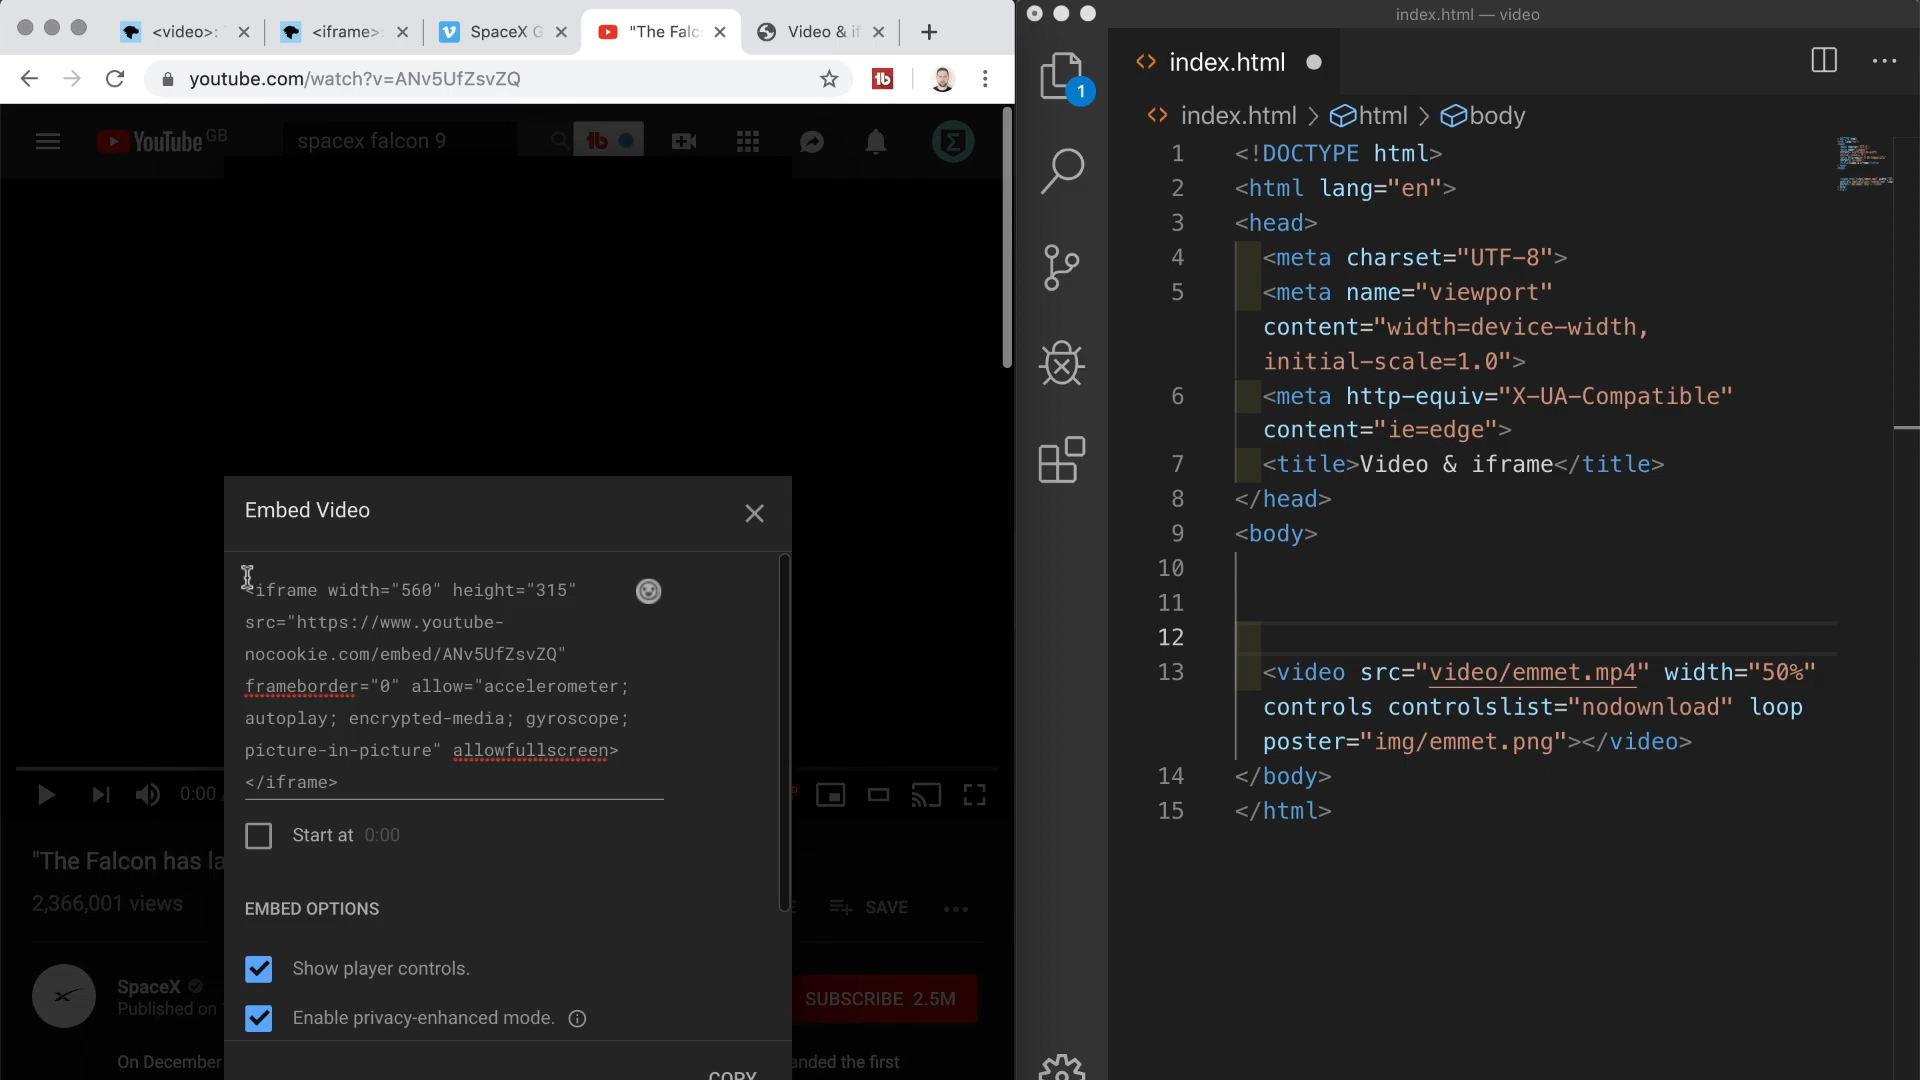 <video>:
<iframe>:
SpaceX G
"The Falc
Video & if
youtube.com/watch?v=ANv5UfZsvZQ
YouTube GB
spacex falcon 9
Embed Video
<iframe width="560" height="315"
src="https://www.youtube-
nocookie.com/embed/ANv5UfZsvZQ"
frameborder="0" allow="accelerometer;
autoplay; encrypted-media; gyroscope;
picture-in-picture" allowfullscreen>
</iframe>
0:00 /
Start at 0:00
"The Falcon has la
2,366,001 views
SAVE
EMBED OPTIONS
Show player controls.
Enable privacy-enhanced mode.
SpaceX
Published on
SUBSCRIBE 2.5M
On December
anded the first
COPY
index.html — video
1
index.html
index.html > html > body
1 <!DOCTYPE html>
2 <html lang="en">
3 <head>
4 <meta charset="UTF-8">
5 <meta name="viewport"
content="width=device-width,
initial-scale=1.0">
6 <meta http-equiv="X-UA-Compatible"
content="ie=edge">
7 <title>Video & iframe</title>
8 </head>
9 <body>
10
11
12
13 <video src="video/emmet.mp4" width="50%"
controls controlslist="nodownload" loop
poster="img/emmet.png"></video>
14 </body>
15 </html>